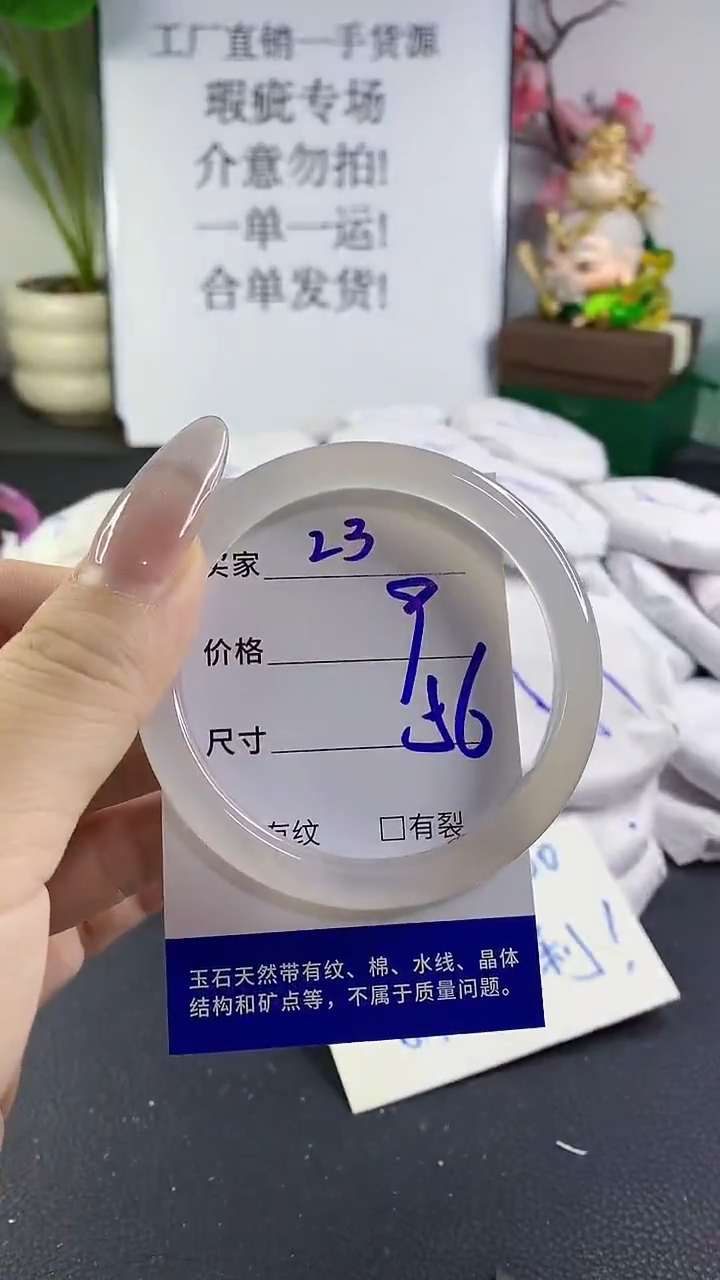 工厂直销一手货源
瑕疵专场
介意勿拍!
一单一运!
合单发货!
买家 23
价格 9
尺寸 56
有纹 □有裂
玉石天然带有纹、棉、水线、晶体
结构和矿点等，不属于质量问题。